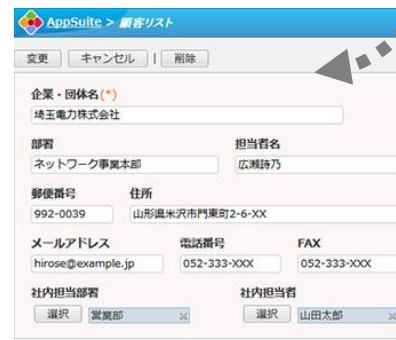 AppSuite > 顧客リスト
変更 キャンセル | 削除
企業・団体名(*)
埼玉電力株式会社
部署 担当者名
ネットワーク事業本部 広瀬詩乃
郵便番号 住所
992-0039 山形県米沢市門東町2-6-XX
メールアドレス 電話番号 FAX
hirose@example.jp 052-333-XXX 052-333-XXX
社内担当部署 社内担当者
選択 営業部 × 選択 山田太郎 ×